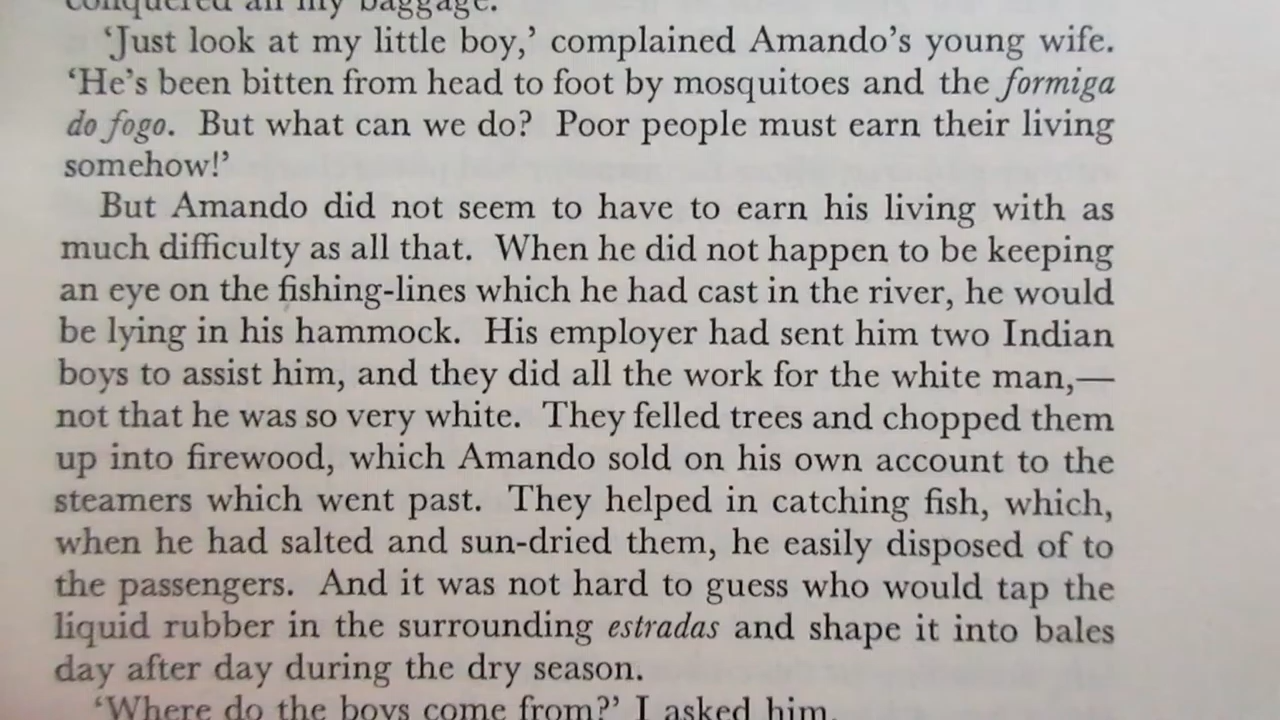 conquered all my baggage.
‘Just look at my little boy,’ complained Amando’s young wife.
‘He’s been bitten from head to foot by mosquitoes and the formiga
do fogo. But what can we do? Poor people must earn their living
somehow!’
But Amando did not seem to have to earn his living with as
much difficulty as all that. When he did not happen to be keeping
an eye on the fishing-lines which he had cast in the river, he would
be lying in his hammock. His employer had sent him two Indian
boys to assist him, and they did all the work for the white man,—
not that he was so very white. They felled trees and chopped them
up into firewood, which Amando sold on his own account to the
steamers which went past. They helped in catching fish, which,
when he had salted and sun-dried them, he easily disposed of to
the passengers. And it was not hard to guess who would tap the
liquid rubber in the surrounding estradas and shape it into bales
day after day during the dry season.
‘Where do the boys come from?’ I asked him.